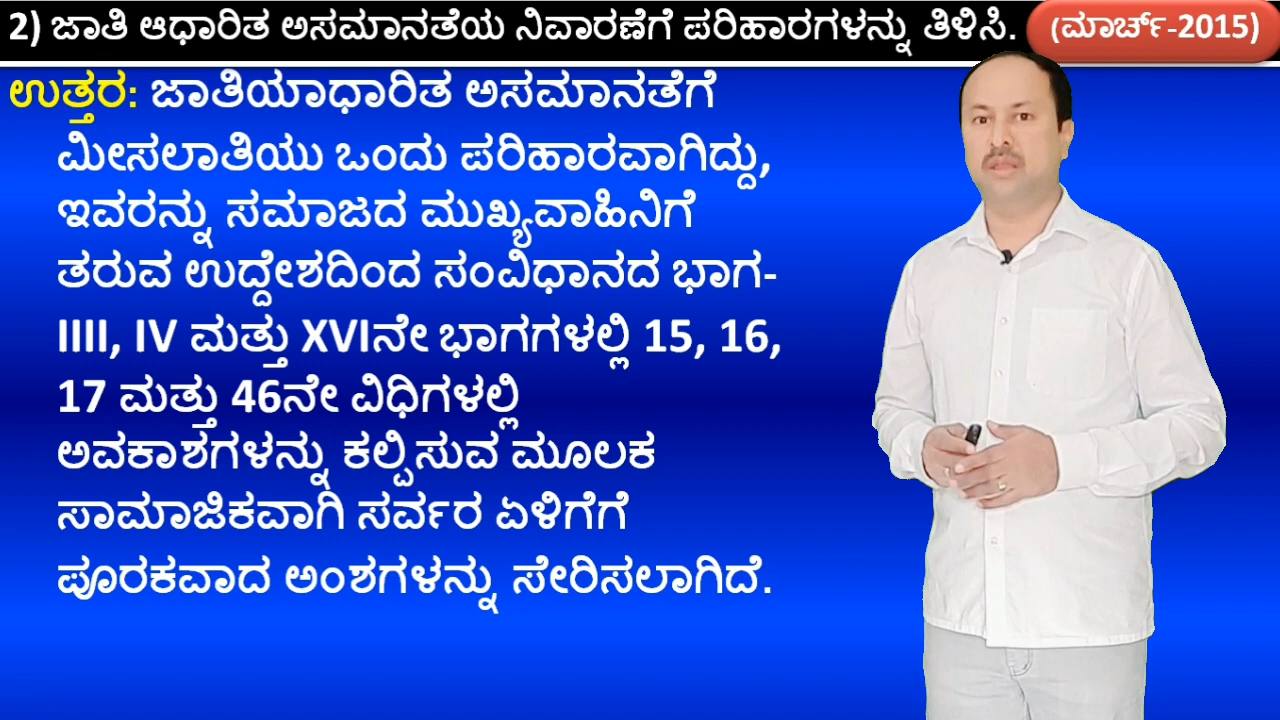 2) ಜಾತಿ ಆಧಾರಿತ ಅಸಮಾನತೆಯ ನಿವಾರಣೆಗೆ ಪರಿಹಾರಗಳನ್ನು ತಿಳಿಸಿ. (ಮಾರ್ಚ್-2015)
ಉತ್ತರ: ಜಾತಿಯಾಧಾರಿತ ಅಸಮಾನತೆಗೆ
ಮೀಸಲಾತಿಯು ಒಂದು ಪರಿಹಾರವಾಗಿದ್ದು,
ಇವರನ್ನು ಸಮಾಜದ ಮುಖ್ಯವಾಹಿನಿಗೆ
ತರುವ ಉದ್ದೇಶದಿಂದ ಸಂವಿಧಾನದ ಭಾಗ-
IIII, IV ಮತ್ತು XVIನೇ ಭಾಗಗಳಲ್ಲಿ 15, 16,
17 ಮತ್ತು 46ನೇ ವಿಧಿಗಳಲ್ಲಿ
ಅವಕಾಶಗಳನ್ನು ಕಲ್ಪಿಸುವ ಮೂಲಕ
ಸಾಮಾಜಿಕವಾಗಿ ಸರ್ವರ ಏಳಿಗೆಗೆ
ಪೂರಕವಾದ ಅಂಶಗಳನ್ನು ಸೇರಿಸಲಾಗಿದೆ.